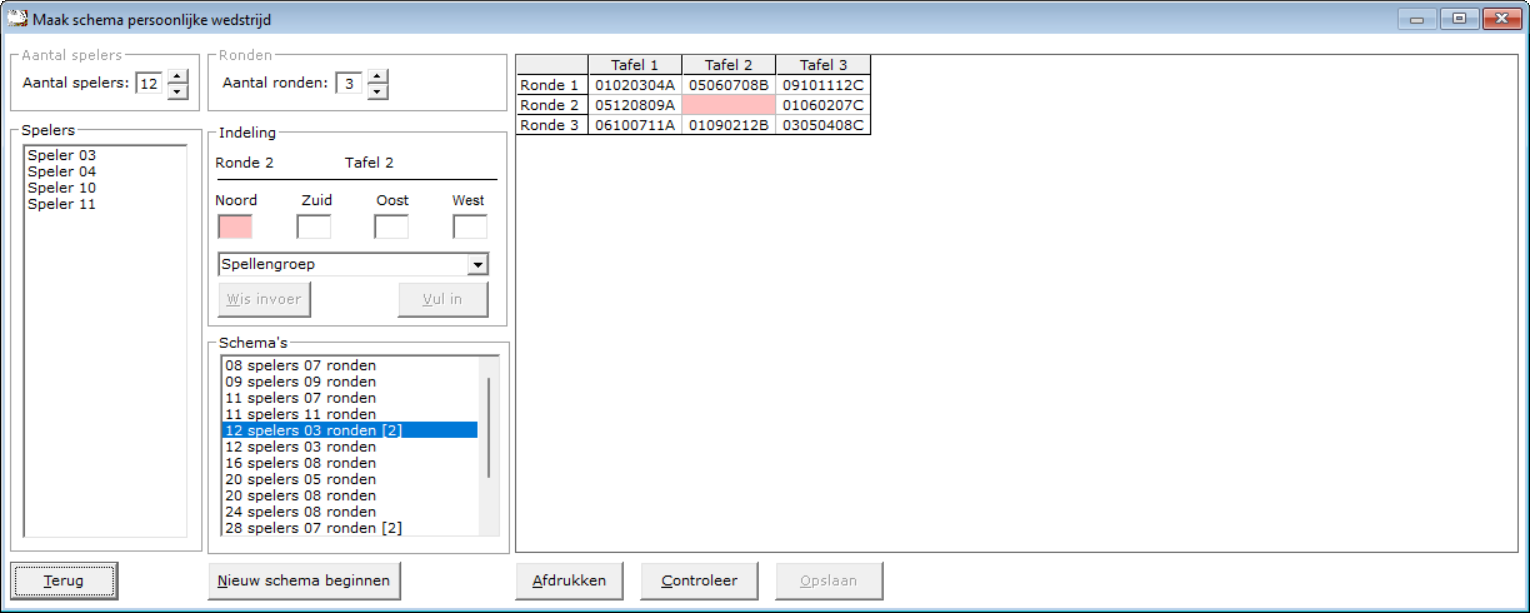 Maak schema persoonlijke wedstrijd
Aantal spelers
Aantal spelers: 12
Ronden
Aantal ronden: 3
Spelers
Speler 03
Speler 04
Speler 10
Speler 11
Indeling
Ronde 2 Tafel 2
Noord Zuid Oost West
Spellengroep
Wis invoer Vul in
Schema's
08 spelers 07 ronden
09 spelers 09 ronden
11 spelers 07 ronden
11 spelers 11 ronden
12 spelers 03 ronden [2]
12 spelers 03 ronden
16 spelers 08 ronden
20 spelers 05 ronden
20 spelers 08 ronden
24 spelers 08 ronden
28 spelers 07 ronden [2]
Tafel 1 Tafel 2 Tafel 3
Ronde 1 01020304A 05060708B 09101112C
Ronde 2 05120809A 01060207C
Ronde 3 06100711A 01090212B 03050408C
Terug Nieuw schema beginnen Afdrukken Controleer Opslaan